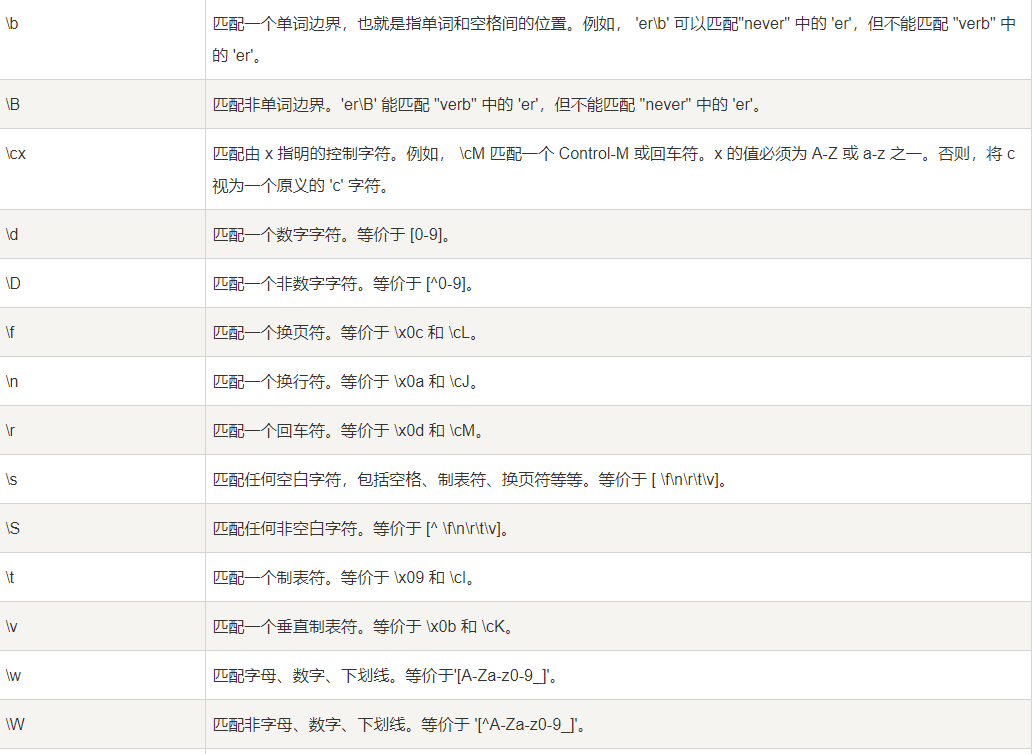 \b
匹配一个单词边界，也就是指单词和空格间的位置。例如， 'er\b' 可以匹配"never" 中的 'er'，但不能匹配 "verb" 中
的 'er'。
\B
匹配非单词边界。'er\B' 能匹配 "verb" 中的 'er'，但不能匹配 "never" 中的 'er'。
\cx
匹配由 x 指明的控制字符。例如， \cM 匹配一个 Control-M 或回车符。x 的值必须为 A-Z 或 a-z 之一。否则，将 c
视为一个原义的 'c' 字符。
\d
匹配一个数字字符。等价于 [0-9]。
\D
匹配一个非数字字符。等价于 [^0-9]。
\f
匹配一个换页符。等价于 \x0c 和 \cL。
\n
匹配一个换行符。等价于 \x0a 和 \cJ。
\r
匹配一个回车符。等价于 \x0d 和 \cM。
\s
匹配任何空白字符，包括空格、制表符、换页符等等。等价于 [ \f\n\r\t\v]。
\S
匹配任何非空白字符。等价于 [^ \f\n\r\t\v]。
\t
匹配一个制表符。等价于 \x09 和 \cI。
\v
匹配一个垂直制表符。等价于 \x0b 和 \cK。
\w
匹配字母、数字、下划线。等价于'[A-Za-z0-9_]'。
\W
匹配非字母、数字、下划线。等价于 '[^A-Za-z0-9_]'。